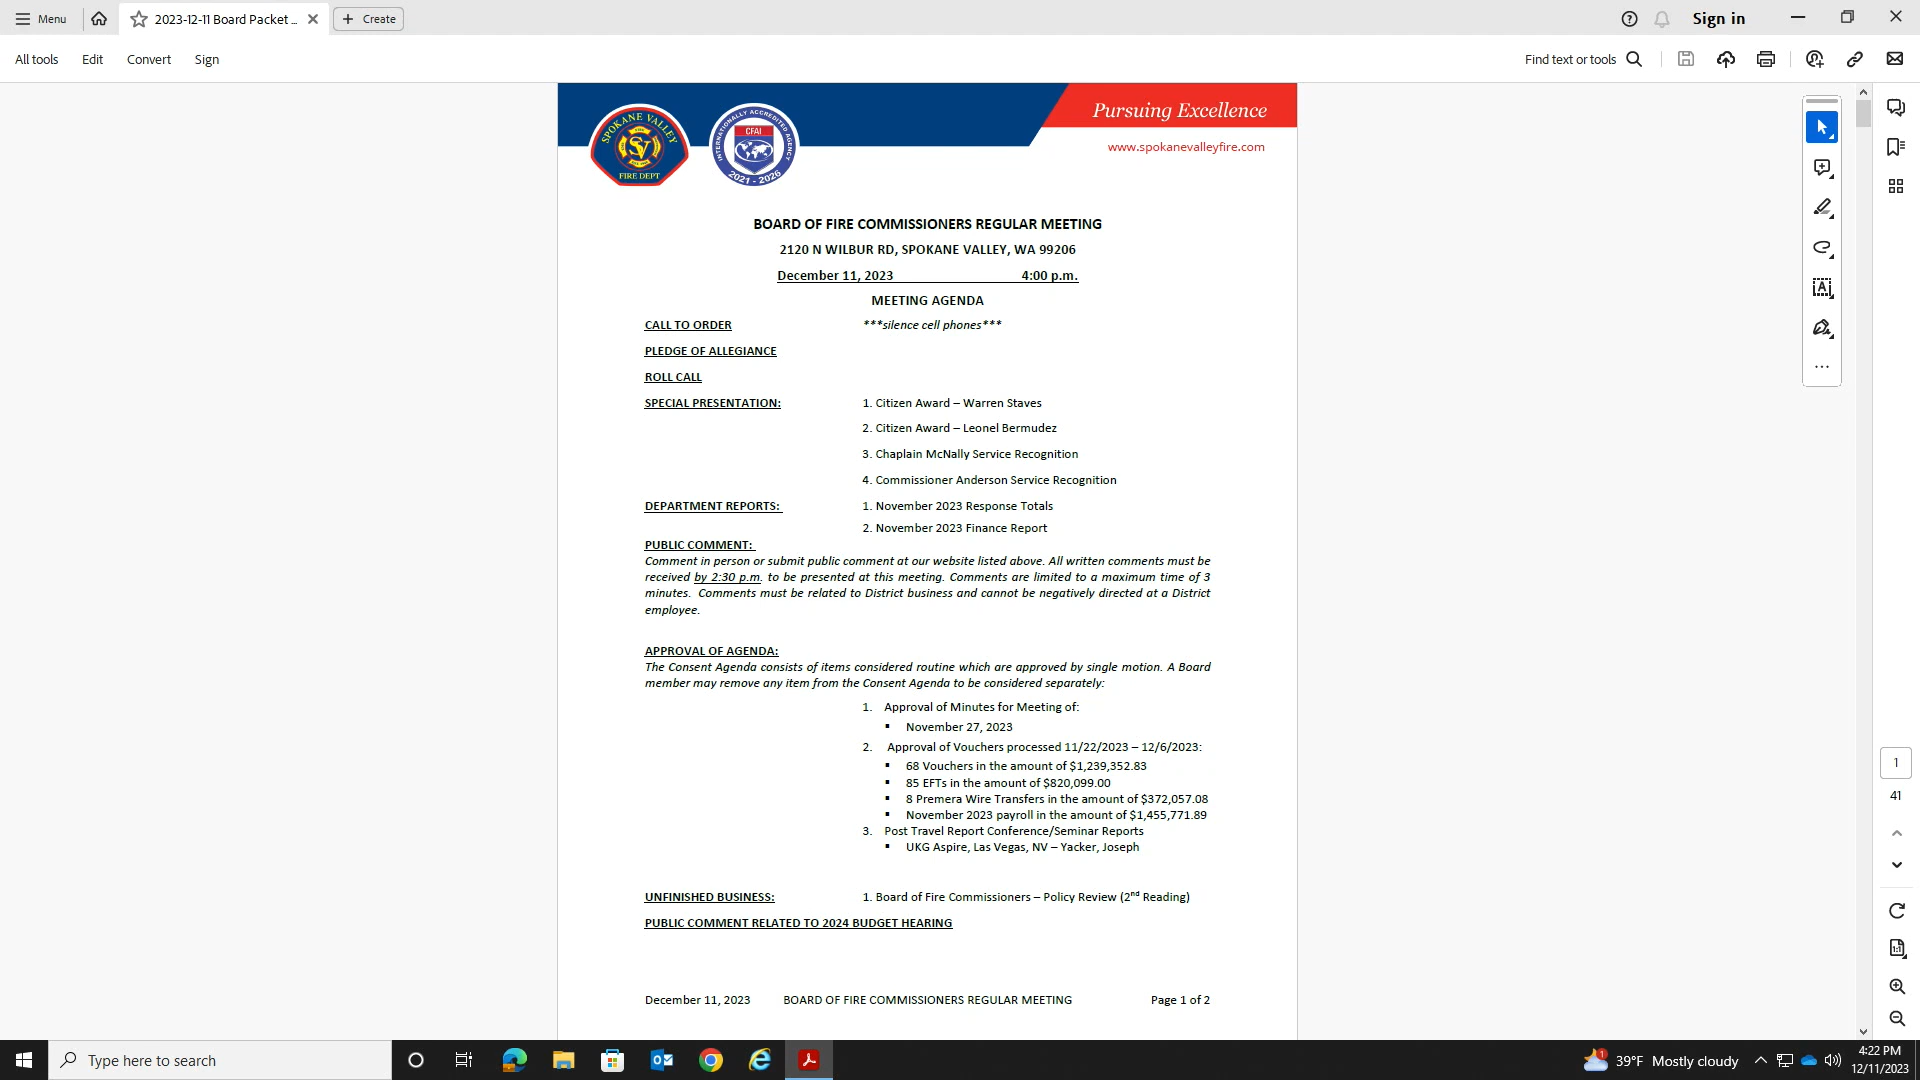 Menu
2023-12-11 Board Packet ...
Create
Sign in
All tools
Edit
Convert
Sign
Find text or tools
SPOKANE VALLEY
SV
FIRE DEPT
INTERNATIONALLY ACCREDITED AGENCY
CFAI
2021 - 2026
Pursuing Excellence
www.spokanevalleyfire.com
BOARD OF FIRE COMMISSIONERS REGULAR MEETING
2120 N WILBUR RD, SPOKANE VALLEY, WA 99206
December 11, 2023 4:00 p.m.
MEETING AGENDA
CALL TO ORDER ***silence cell phones***
PLEDGE OF ALLEGIANCE
ROLL CALL
SPECIAL PRESENTATION: 1. Citizen Award – Warren Staves
2. Citizen Award – Leonel Bermudez
3. Chaplain McNally Service Recognition
4. Commissioner Anderson Service Recognition
DEPARTMENT REPORTS: 1. November 2023 Response Totals
2. November 2023 Finance Report
PUBLIC COMMENT:
Comment in person or submit public comment at our website listed above. All written comments must be
received by 2:30 p.m. to be presented at this meeting. Comments are limited to a maximum time of 3
minutes. Comments must be related to District business and cannot be negatively directed at a District
employee.
APPROVAL OF AGENDA:
The Consent Agenda consists of items considered routine which are approved by single motion. A Board
member may remove any item from the Consent Agenda to be considered separately:
1. Approval of Minutes for Meeting of:
▪ November 27, 2023
2. Approval of Vouchers processed 11/22/2023 – 12/6/2023:
▪ 68 Vouchers in the amount of $1,239,352.83
▪ 85 EFTs in the amount of $820,099.00
▪ 8 Premera Wire Transfers in the amount of $372,057.08
▪ November 2023 payroll in the amount of $1,455,771.89
3. Post Travel Report Conference/Seminar Reports
▪ UKG Aspire, Las Vegas, NV – Yacker, Joseph
UNFINISHED BUSINESS: 1. Board of Fire Commissioners – Policy Review (2nd Reading)
PUBLIC COMMENT RELATED TO 2024 BUDGET HEARING
December 11, 2023 BOARD OF FIRE COMMISSIONERS REGULAR MEETING Page 1 of 2
1
41
Type here to search
39°F Mostly cloudy
4:22 PM
12/11/2023